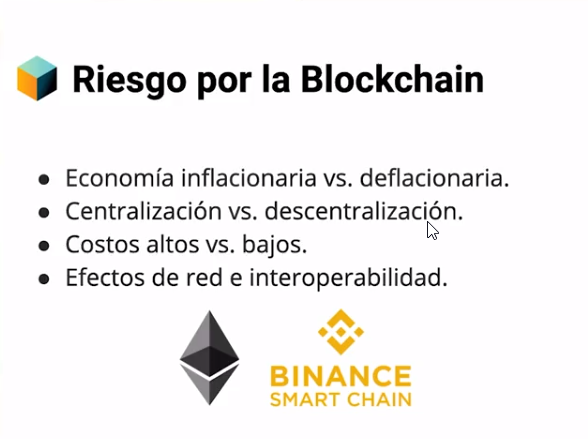 Riesgo por la Blockchain
● Economía inflacionaria vs. deflacionaria.
● Centralización vs. descentralización.
● Costos altos vs. bajos.
● Efectos de red e interoperabilidad.
BINANCE
SMART CHAIN